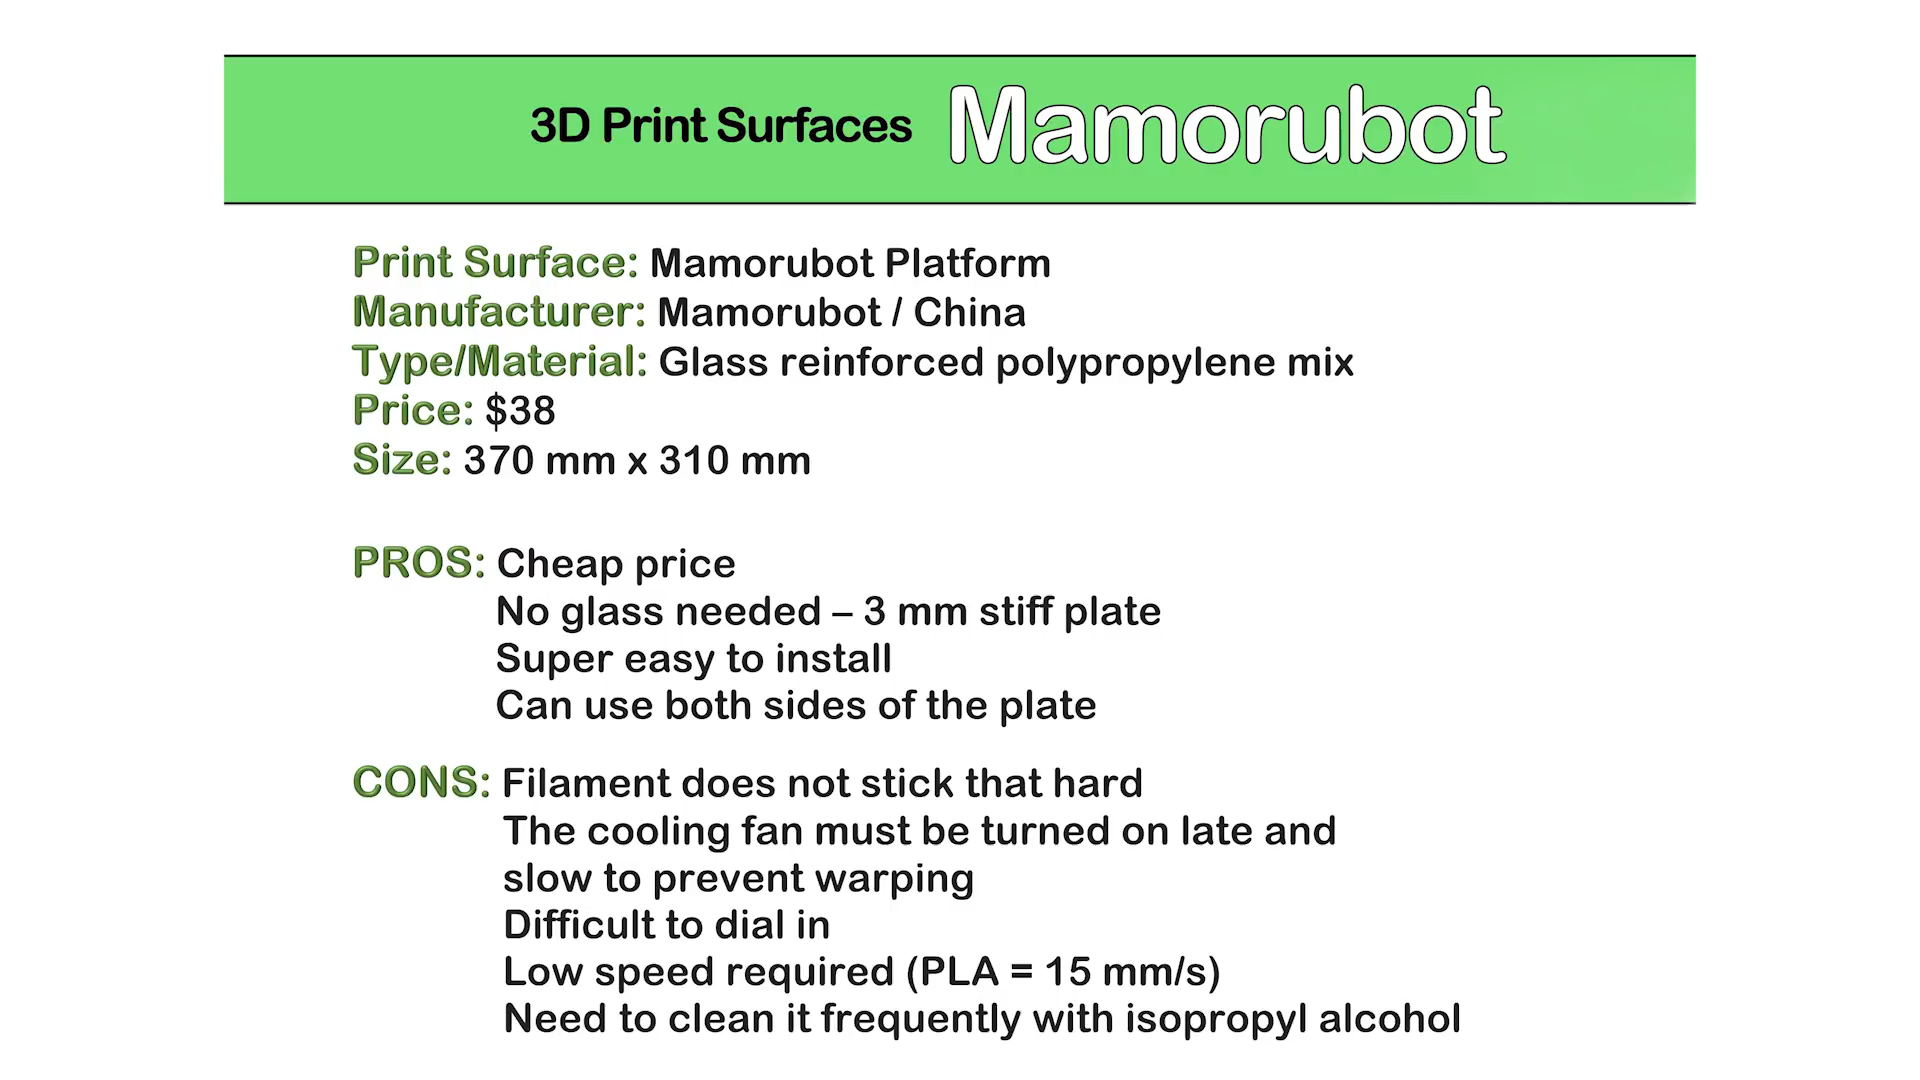 3D Print Surfaces Mamorubot
Print Surface: Mamorubot Platform
Manufacturer: Mamorubot / China
Type/Material: Glass reinforced polypropylene mix
Price: $38
Size: 370 mm x 310 mm
PROS: Cheap price
No glass needed – 3 mm stiff plate
Super easy to install
Can use both sides of the plate
CONS: Filament does not stick that hard
The cooling fan must be turned on late and
slow to prevent warping
Difficult to dial in
Low speed required (PLA = 15 mm/s)
Need to clean it frequently with isopropyl alcohol